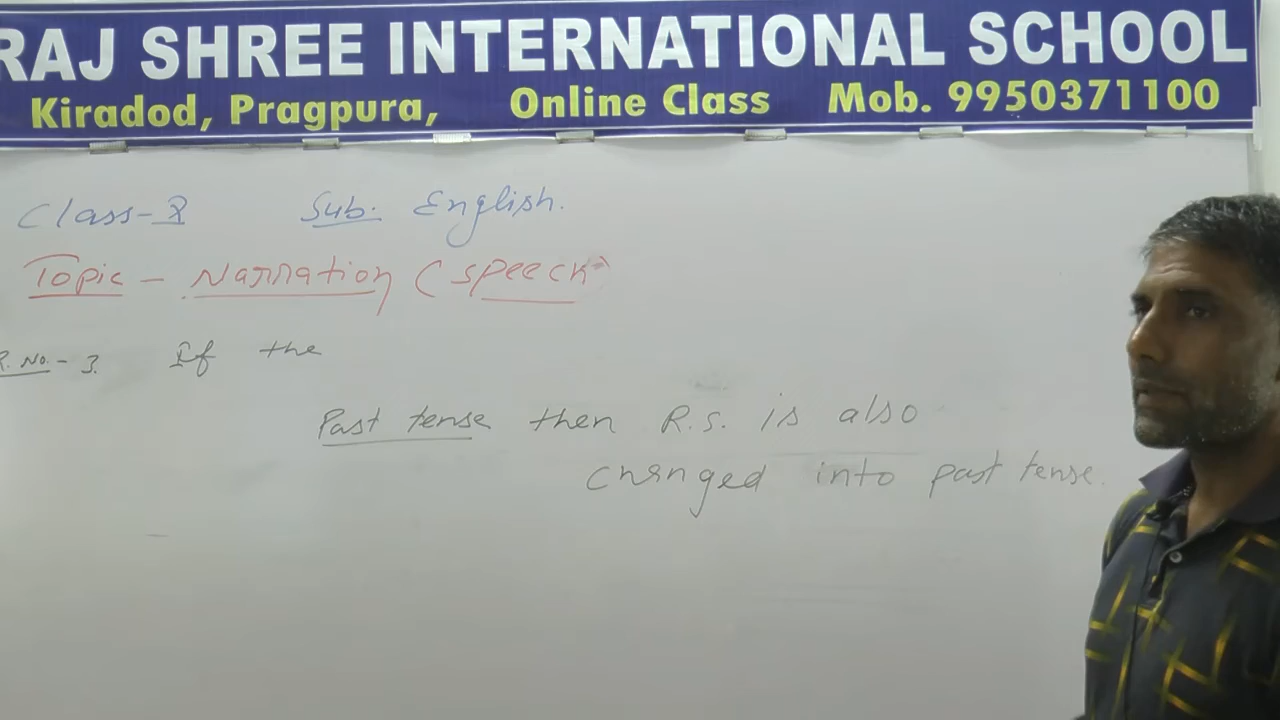 RAJ SHREE INTERNATIONAL SCHOOL
Kiradod, Pragpura, Online Class Mob. 9950371100
Class-X Sub. English.
Topic - Narration (speech)
R. No.- 3. If the
Past tense then R.S. is also
changed into past tense.